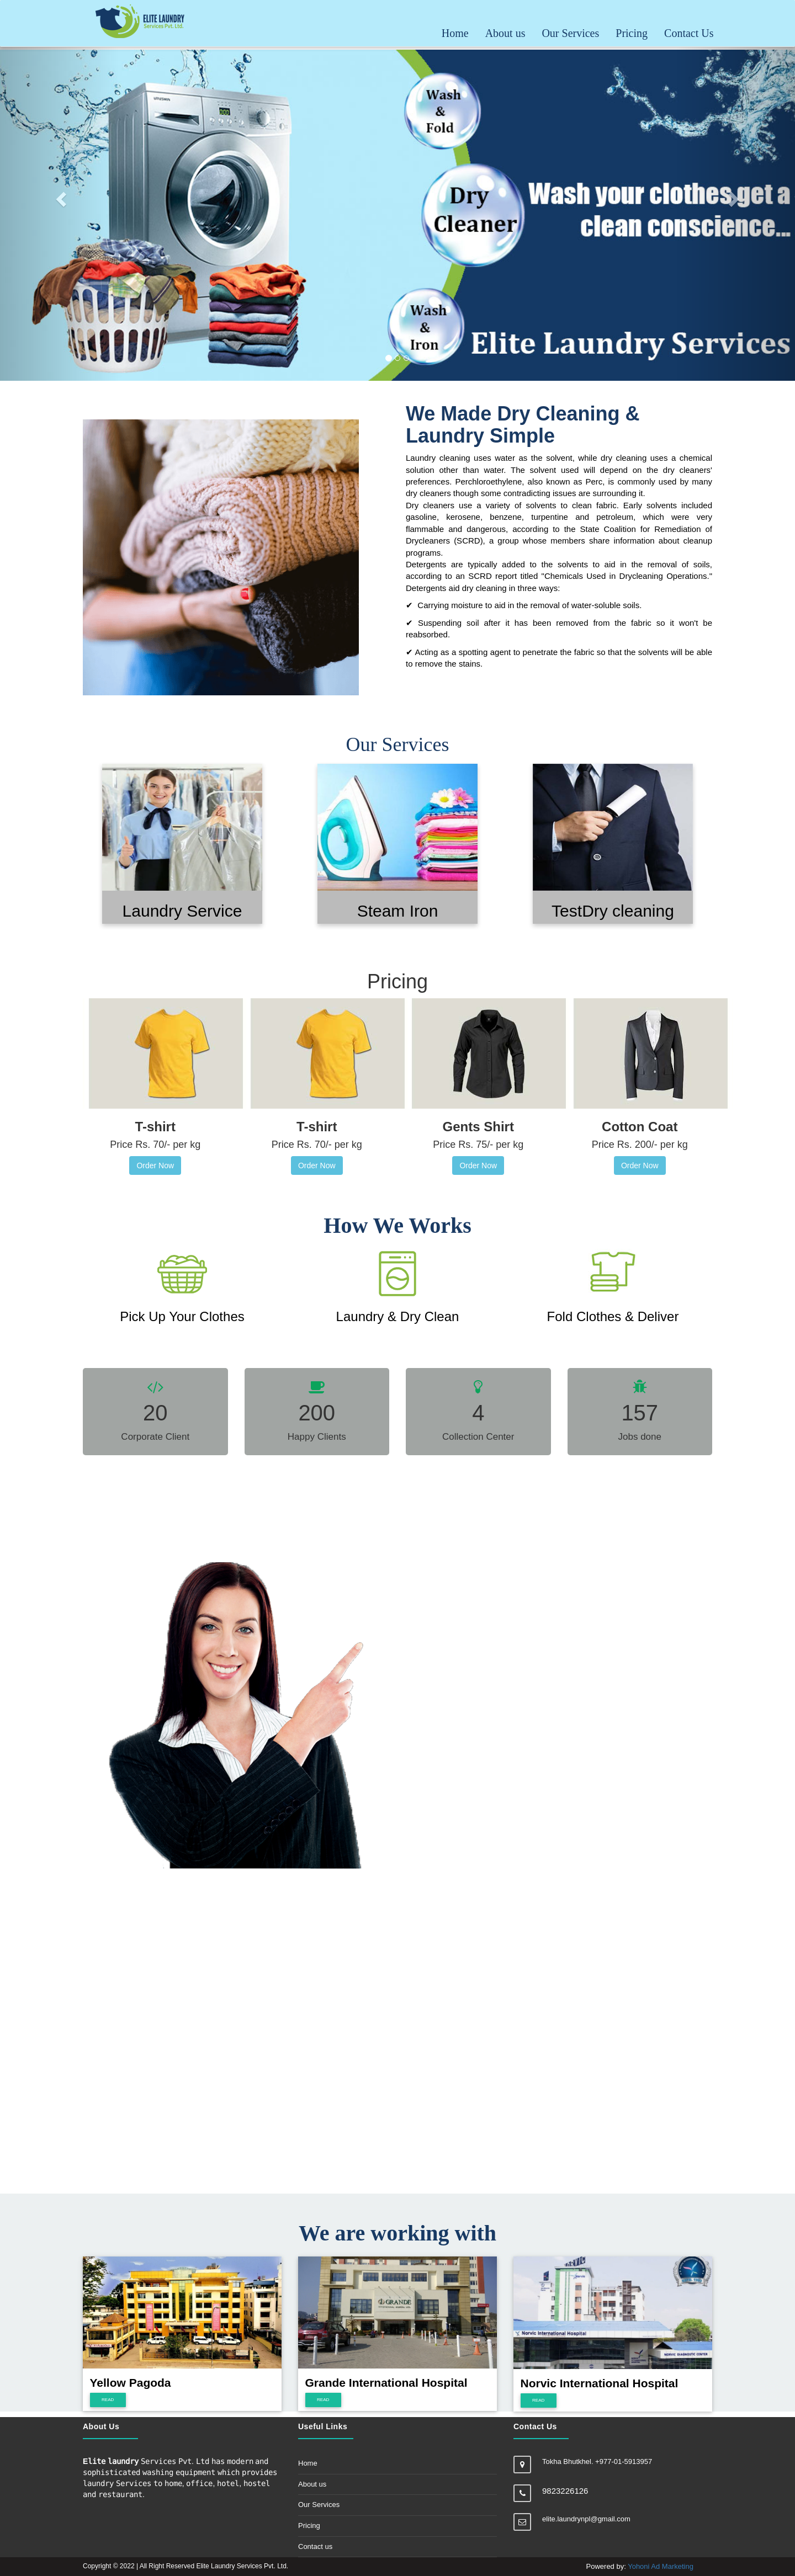 ELITE LAUNDRY
Services Pvt. Ltd.
Home
About us
Our Services
Pricing
Contact Us
Wash
&
Fold
Dry
Cleaner
Wash your clothes get a
clean conscience...
Wash
&
Iron
Elite Laundry Services
We Made Dry Cleaning &
Laundry Simple
Laundry cleaning uses water as the solvent, while dry cleaning uses a chemical
solution other than water. The solvent used will depend on the dry cleaners'
preferences. Perchloroethylene, also known as Perc, is commonly used by many
dry cleaners though some contradicting issues are surrounding it.
Dry cleaners use a variety of solvents to clean fabric. Early solvents included
gasoline, kerosene, benzene, turpentine and petroleum, which were very
flammable and dangerous, according to the State Coalition for Remediation of
Drycleaners (SCRD), a group whose members share information about cleanup
programs.
Detergents are typically added to the solvents to aid in the removal of soils,
according to an SCRD report titled "Chemicals Used in Drycleaning Operations."
Detergents aid dry cleaning in three ways:
✔ Carrying moisture to aid in the removal of water-soluble soils.
✔ Suspending soil after it has been removed from the fabric so it won't be
reabsorbed.
✔ Acting as a spotting agent to penetrate the fabric so that the solvents will be able
to remove the stains.
Our Services
Laundry Service
Steam Iron
TestDry cleaning
Pricing
T-shirt
Price Rs. 70/- per kg
Order Now
T-shirt
Price Rs. 70/- per kg
Order Now
Gents Shirt
Price Rs. 75/- per kg
Order Now
Cotton Coat
Price Rs. 200/- per kg
Order Now
How We Works
Pick Up Your Clothes
Laundry & Dry Clean
Fold Clothes & Deliver
20
Corporate Client
200
Happy Clients
4
Collection Center
157
Jobs done
We are working with
GRANDE
Norvic International Hospital
Yellow Pagoda
READ
Grande International Hospital
READ
Norvic International Hospital
READ
About Us
Elite laundry Services Pvt. Ltd has modern and
sophisticated washing equipment which provides
laundry Services to home, office, hotel, hostel
and restaurant.
Useful Links
Home
About us
Our Services
Pricing
Contact us
Contact Us
Tokha Bhutkhel. +977-01-5913957
9823226126
elite.laundrynpl@gmail.com
Copyright © 2022 | All Right Reserved Elite Laundry Services Pvt. Ltd.
Powered by: Yohoni Ad Marketing